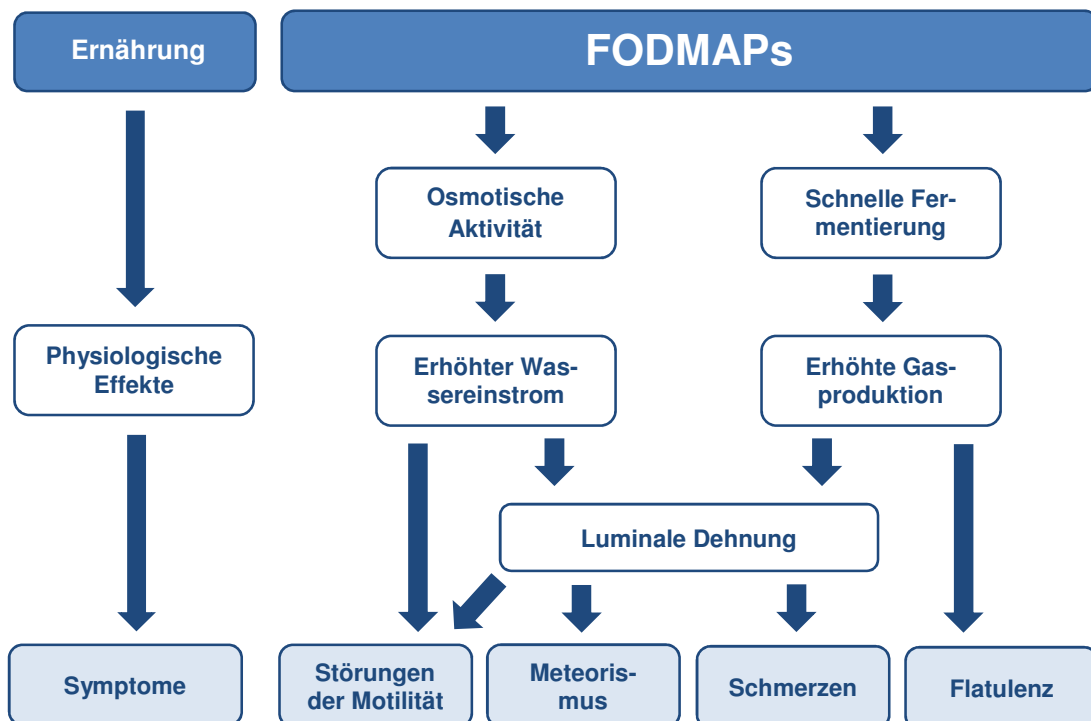 Ernährung
FODMAPs
Osmotische
Aktivität
Schnelle Fer-
mentierung
Physiologische
Effekte
Erhöhter Was-
sereinstrom
Erhöhte Gas-
produktion
Luminale Dehnung
Symptome
Störungen
der Motilität
Meteoris-
mus
Schmerzen
Flatulenz